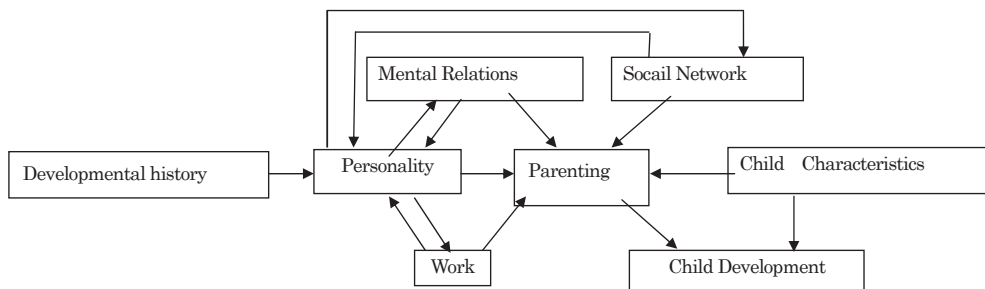 Mental Relations
Socail Network
Developmental history
Personality
Parenting
Child Characteristics
Work
Child Development